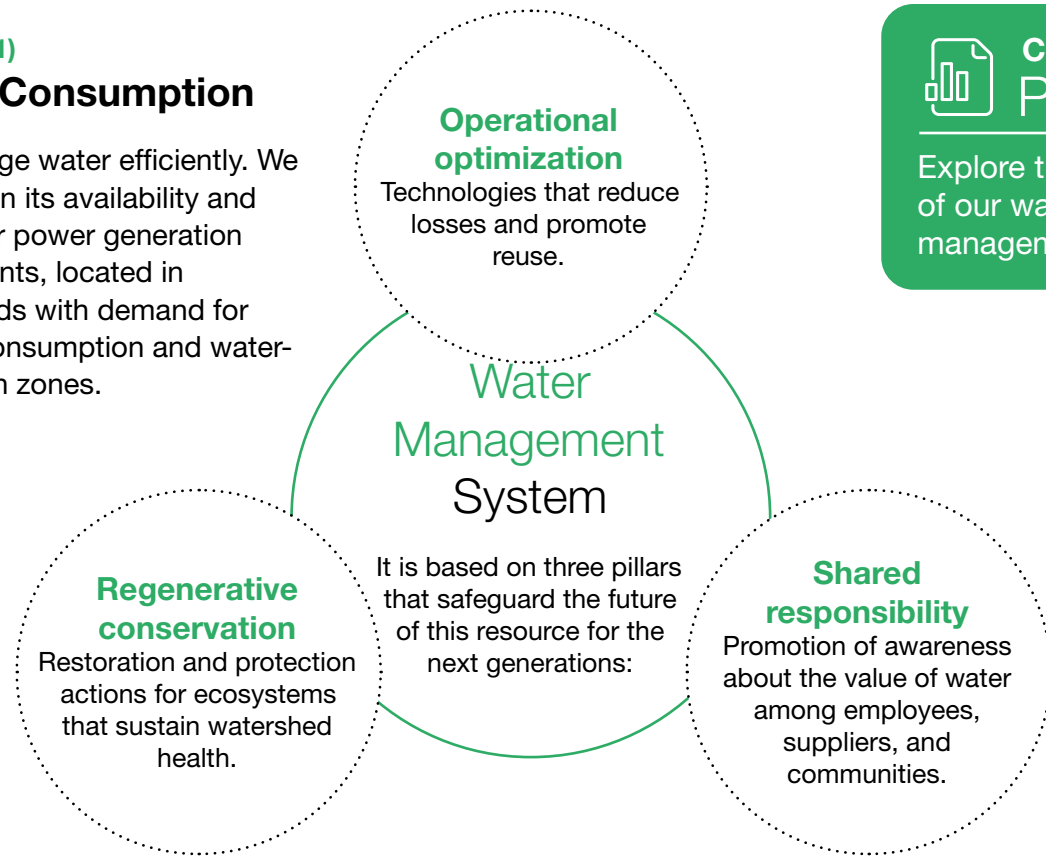 Consumption
ge water efficiently. We
n its availability and
r power generation
nts, located in
ds with demand for
onsumption and water-
n zones.
Operational
optimization
Technologies that reduce
losses and promote
reuse.
Explore t
of our wa
managem
Water
Management
System
It is based on three pillars
that safeguard the future
of this resource for the
next generations:
Regenerative
conservation
Restoration and protection
actions for ecosystems
that sustain watershed
health.
Shared
responsibility
Promotion of awareness
about the value of water
among employees,
suppliers, and
communities.